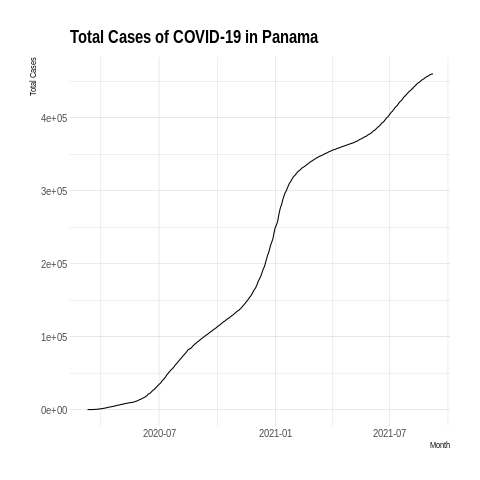 Total Cases of COVID-19 in Panama
Total Cases
4e+05
3e+05
2e+05
1e+05
0e+00
2020-07 2021-01 2021-07
Month